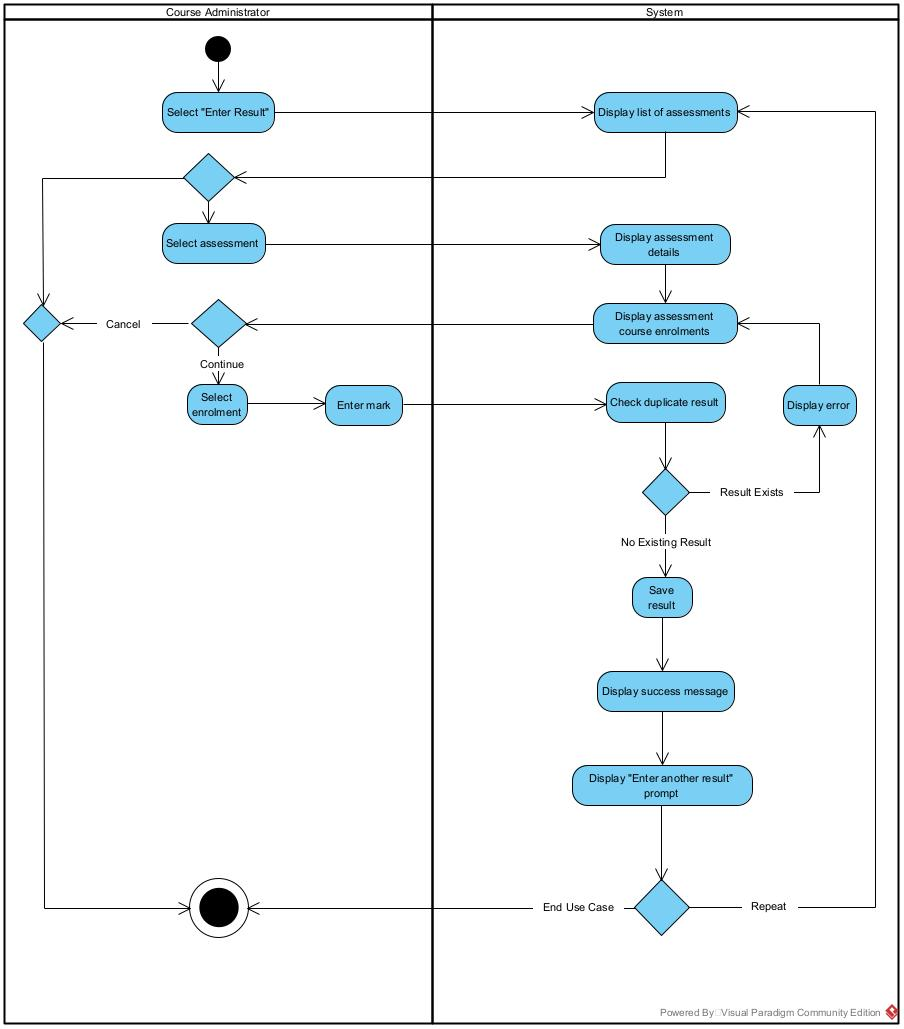 Course Administrator
System
Select "Enter Result"
Display list of assessments
Select assessment
Display assessment
details
Cancel
Display assessment
course enrolments
Continue
Select
enrolment
Enter mark
Check duplicate result
Display error
Result Exists
No Existing Result
Save
result
Display success message
Display "Enter another result"
prompt
End Use Case
Repeat
Powered By Visual Paradigm Community Edition